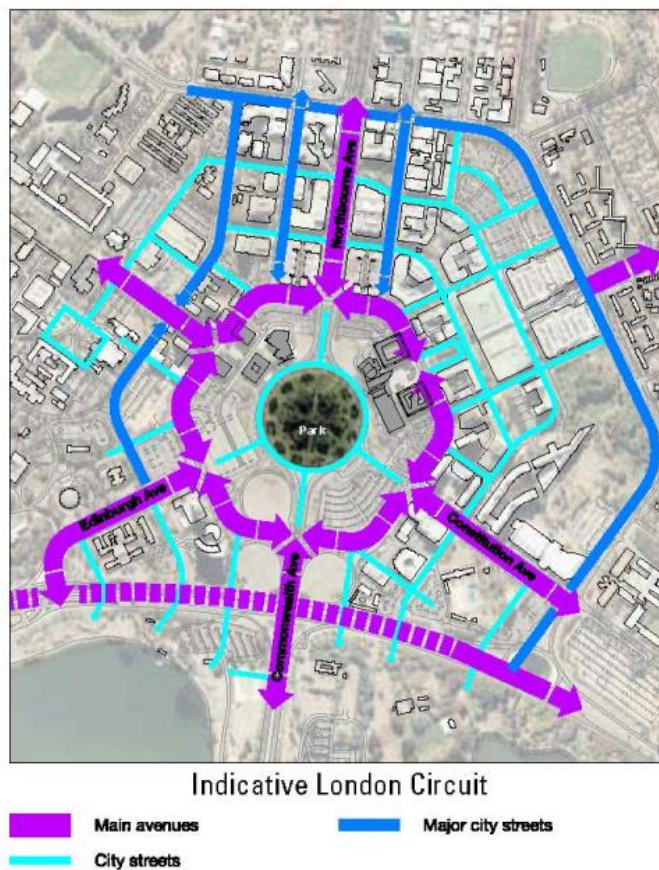 Northbourne Ave
Park
Edinburgh Ave
Constitution Ave
Commonwealth Ave
Indicative London Circuit
Main avenues
Major city streets
City streets